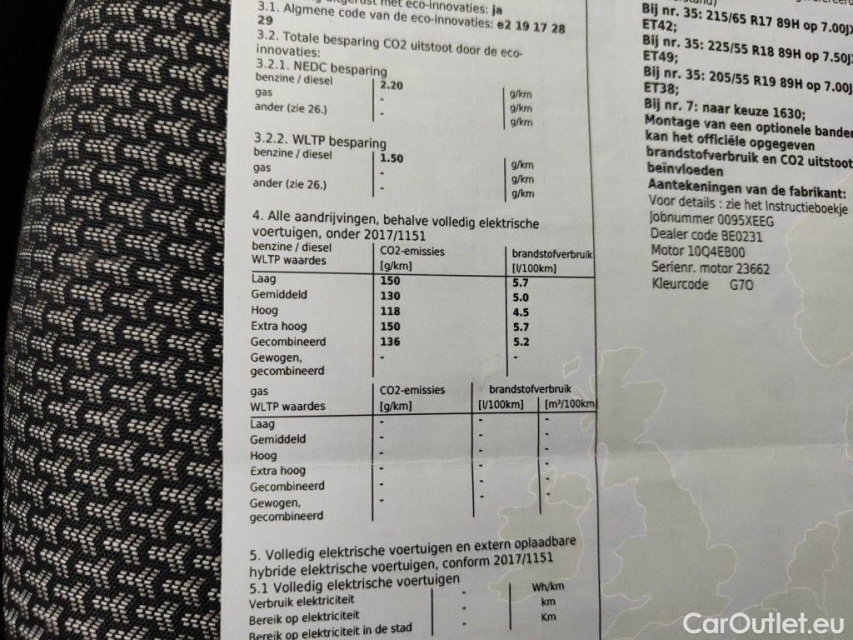 uitgerust met eco-innovaties: ja
3.1. Algmene code van de eco-innovaties: e2 19 17 28
29
3.2. Totale besparing CO2 uitstoot door de eco-
innovaties:
3.2.1. NEDC besparing
benzine / diesel 2.20 g/km
gas - g/km
ander (zie 26.) - g/km
3.2.2. WLTP besparing
benzine / diesel 1.50 g/km
gas - g/km
ander (zie 26.) - g/km
4. Alle aandrijvingen, behalve volledig elektrische
voertuigen, onder 2017/1151
benzine / diesel CO2-emissies brandstofverbruik
WLTP waardes [g/km] [l/100km]
Laag 150 5.7
Gemiddeld 130 5.0
Hoog 118 4.5
Extra hoog 150 5.7
Gecombineerd 136 5.2
Gewogen, - -
gecombineerd
gas CO2-emissies brandstofverbruik
WLTP waardes [g/km] [l/100km] [m³/100km
Laag - - -
Gemiddeld - - -
Hoog - - -
Extra hoog - - -
Gecombineerd - - -
Gewogen, - - -
gecombineerd
5. Volledig elektrische voertuigen en extern oplaadbare
hybride elektrische voertuigen, conform 2017/1151
5.1 Volledig elektrische voertuigen
Verbruik elektriciteit - Wh/km
Bereik op elektriciteit - km
Bereik op elektriciteit in de stad - Km
Bij nr. 35: 215/65 R17 89H op 7.00J
ET42;
Bij nr. 35: 225/55 R18 89H op 7.50J
ET49;
Bij nr. 35: 205/55 R19 89H op 7.00J
ET38;
Bij nr. 7: naar keuze 1630;
Montage van een optionele banden
kan het officiële opgegeven
brandstofverbruik en CO2 uitstoot
beïnvloeden
Aantekeningen van de fabrikant:
Voor details : zie het Instructieboekje
Jobnummer 0095XEEG
Dealer code BE0231
Motor 10Q4EB00
Serienr. motor 23662
Kleurcode G7O
CarOutlet.eu